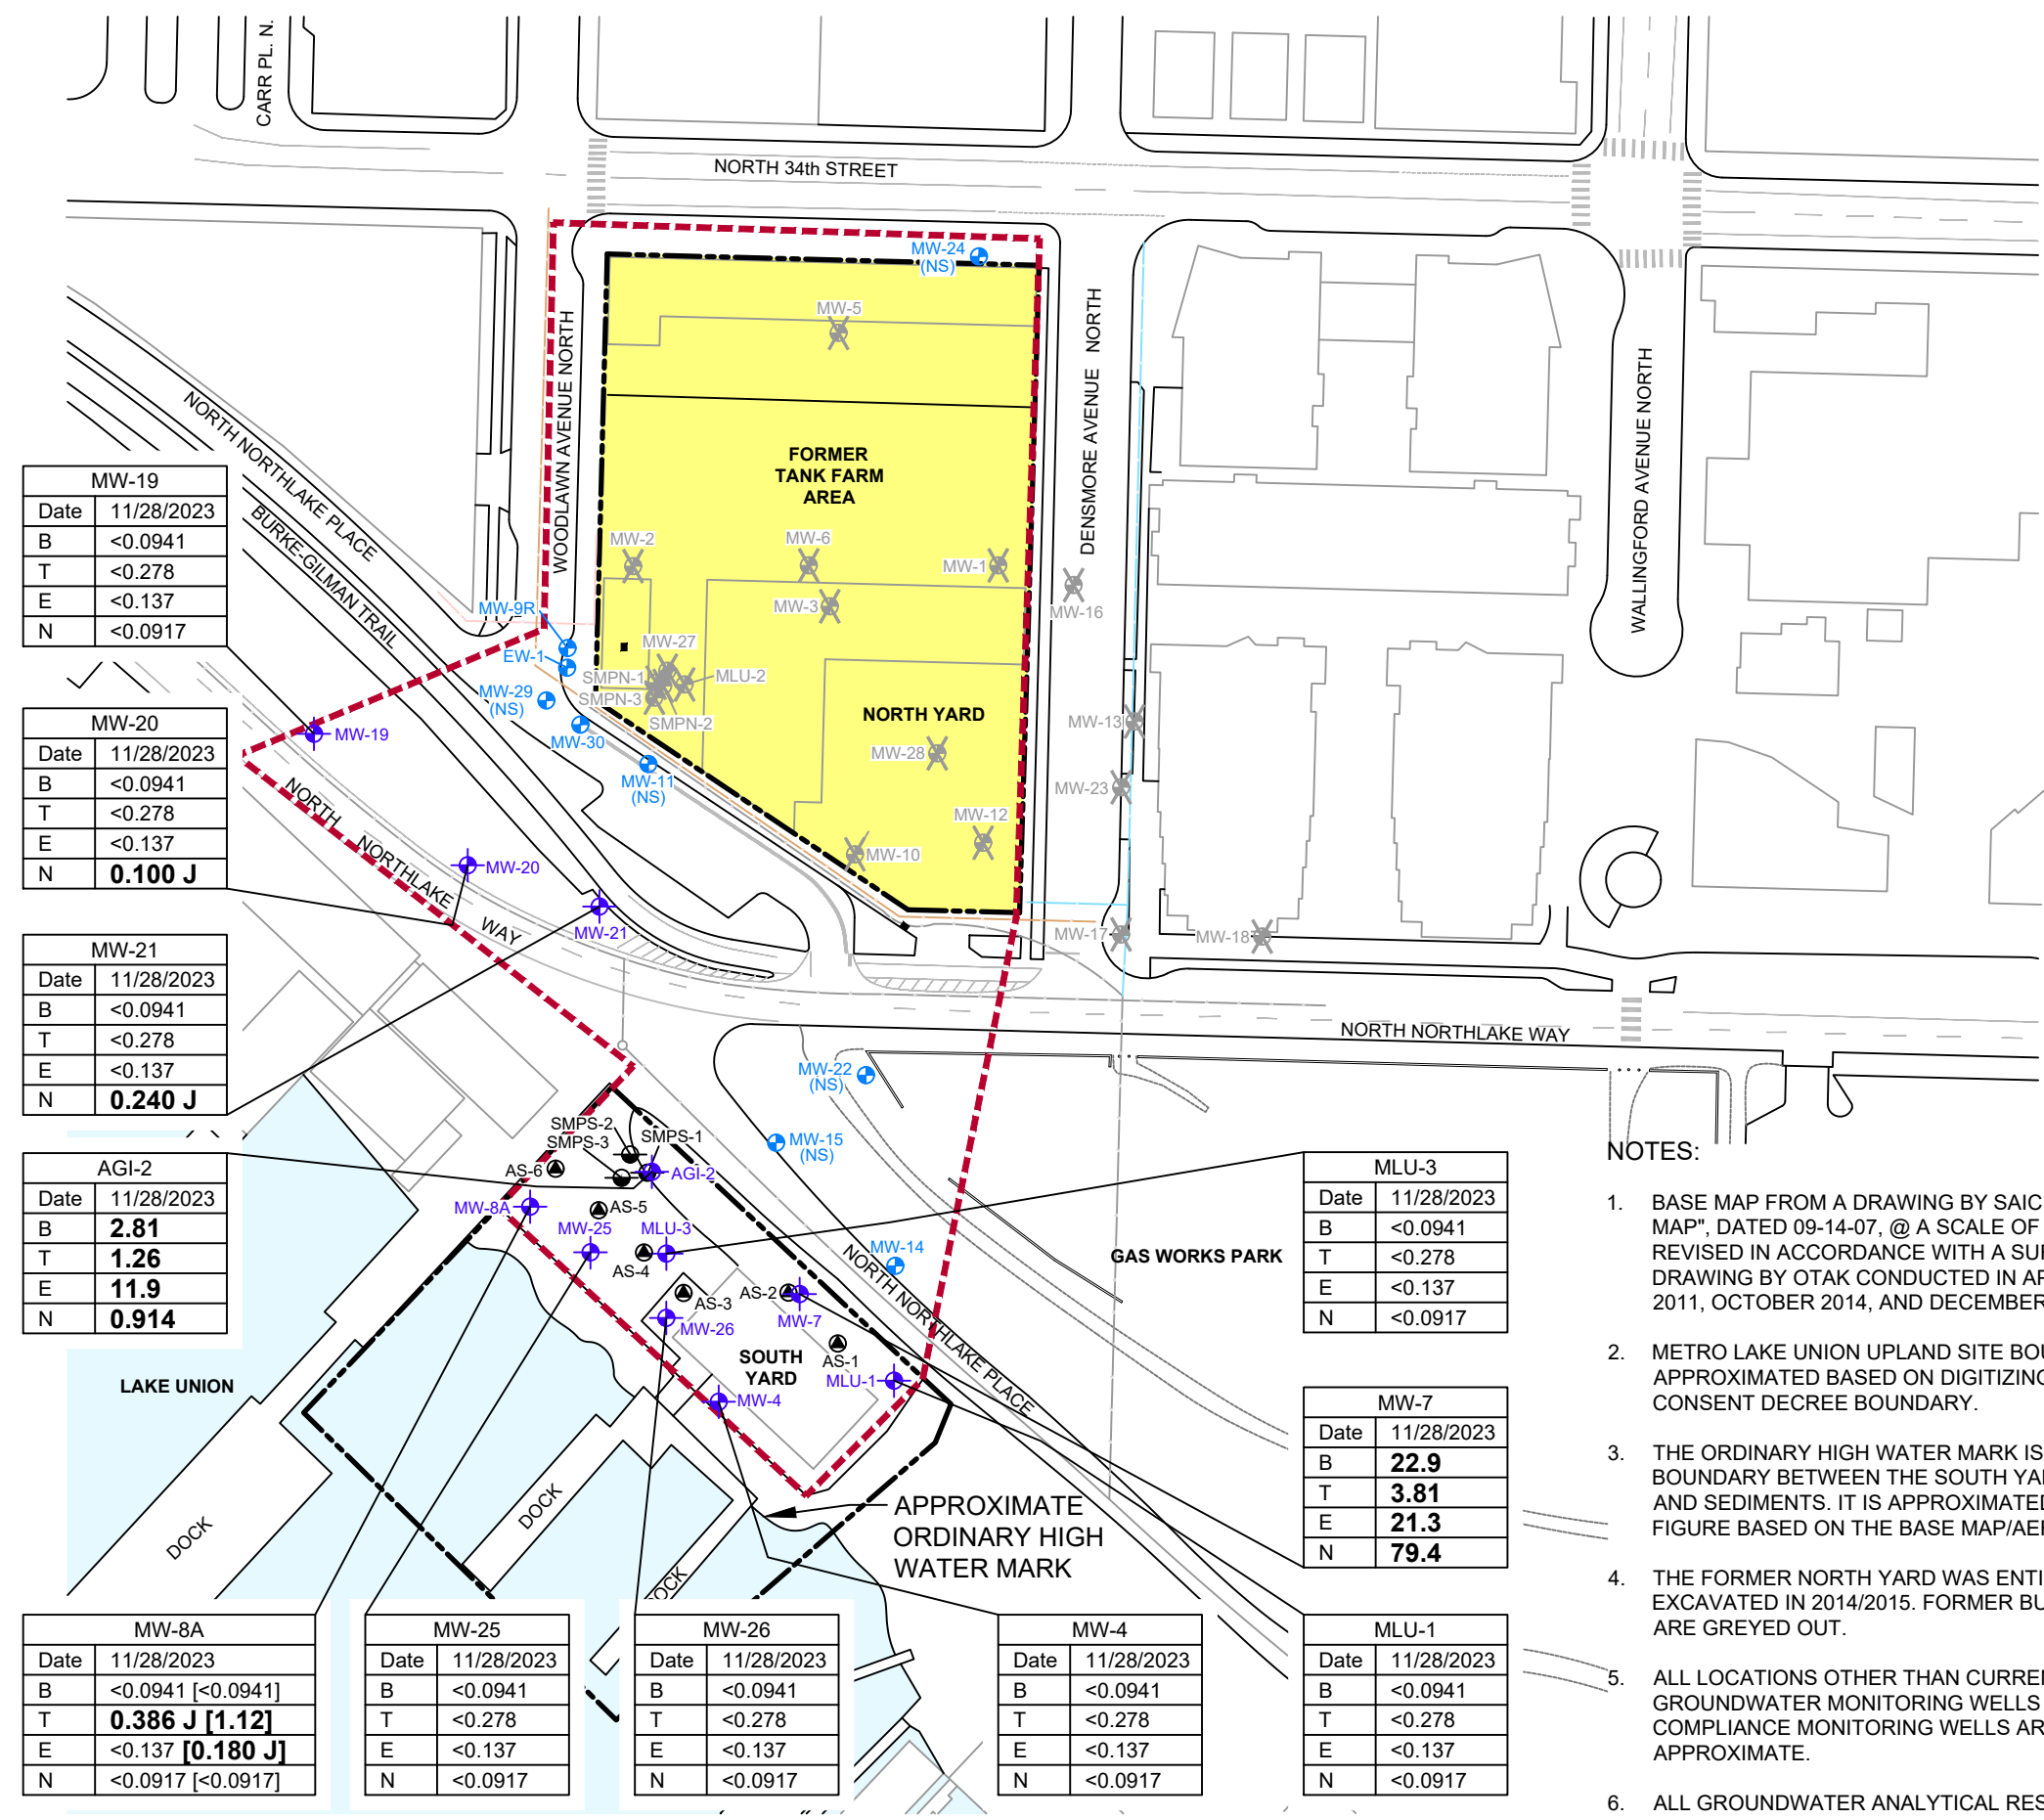 CARR PL. N.
NORTH 34th STREET
MW-24
(NS)
MW-5
WOODLAWN AVENUE NORTH
DENSMORE AVENUE NORTH
WALLINGFORD AVENUE NORTH
NORTH NORTHLAKE PLACE
BURKE-GILMAN TRAIL
FORMER
TANK FARM
AREA
MW-2
MW-6
MW-1
MW-3
MW-16
MW-9R
EW-1
MW-27
SMPN-1
MLU-2
SMPN-3
SMPN-2
MW-29
(NS)
MW-30
MW-11
(NS)
NORTH YARD
MW-28
MW-13
MW-23
MW-12
MW-10
MW-17
MW-18
MW-19
MW-20
MW-21
NORTH NORTHLAKE WAY
NORTH NORTHLAKE WAY
MW-19
Date 11/28/2023
B <0.0941
T <0.278
E <0.137
N <0.0917
MW-20
Date 11/28/2023
B <0.0941
T <0.278
E <0.137
N 0.100 J
MW-21
Date 11/28/2023
B <0.0941
T <0.278
E <0.137
N 0.240 J
AGI-2
Date 11/28/2023
B 2.81
T 1.26
E 11.9
N 0.914
MW-22
(NS)
MW-15
(NS)
SMPS-2
SMPS-3
SMPS-1
AS-6
AGI-2
MW-8A
AS-5
MW-25
MLU-3
AS-4
MW-14
AS-3
AS-2
MW-26
MW-7
AS-1
SOUTH
YARD
MLU-1
MW-4
NORTH NORTHLAKE PLACE
GAS WORKS PARK
LAKE UNION
DOCK
DOCK
OCK
APPROXIMATE
ORDINARY HIGH
WATER MARK
MLU-3
Date 11/28/2023
B <0.0941
T <0.278
E <0.137
N <0.0917
MW-7
Date 11/28/2023
B 22.9
T 3.81
E 21.3
N 79.4
MW-8A
Date 11/28/2023
B <0.0941 [<0.0941]
T 0.386 J [1.12]
E <0.137 [0.180 J]
N <0.0917 [<0.0917]
MW-25
Date 11/28/2023
B <0.0941
T <0.278
E <0.137
N <0.0917
MW-26
Date 11/28/2023
B <0.0941
T <0.278
E <0.137
N <0.0917
MW-4
Date 11/28/2023
B <0.0941
T <0.278
E <0.137
N <0.0917
MLU-1
Date 11/28/2023
B <0.0941
T <0.278
E <0.137
N <0.0917
NOTES:
1. BASE MAP FROM A DRAWING BY SAIC
MAP", DATED 09-14-07, @ A SCALE OF
REVISED IN ACCORDANCE WITH A SU
DRAWING BY OTAK CONDUCTED IN AP
2011, OCTOBER 2014, AND DECEMBER
2. METRO LAKE UNION UPLAND SITE BOU
APPROXIMATED BASED ON DIGITIZING
CONSENT DECREE BOUNDARY.
3. THE ORDINARY HIGH WATER MARK IS
BOUNDARY BETWEEN THE SOUTH YA
AND SEDIMENTS. IT IS APPROXIMATED
FIGURE BASED ON THE BASE MAP/AE
4. THE FORMER NORTH YARD WAS ENTI
EXCAVATED IN 2014/2015. FORMER BU
ARE GREYED OUT.
5. ALL LOCATIONS OTHER THAN CURRE
GROUNDWATER MONITORING WELLS
COMPLIANCE MONITORING WELLS AR
APPROXIMATE.
6. ALL GROUNDWATER ANALYTICAL RES